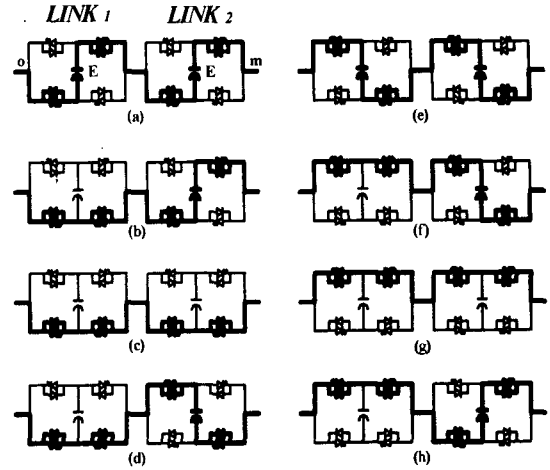 LINK 1 LINK 2
o E E m
(a) (e)
(b) (f)
(c) (g)
(d) (h)